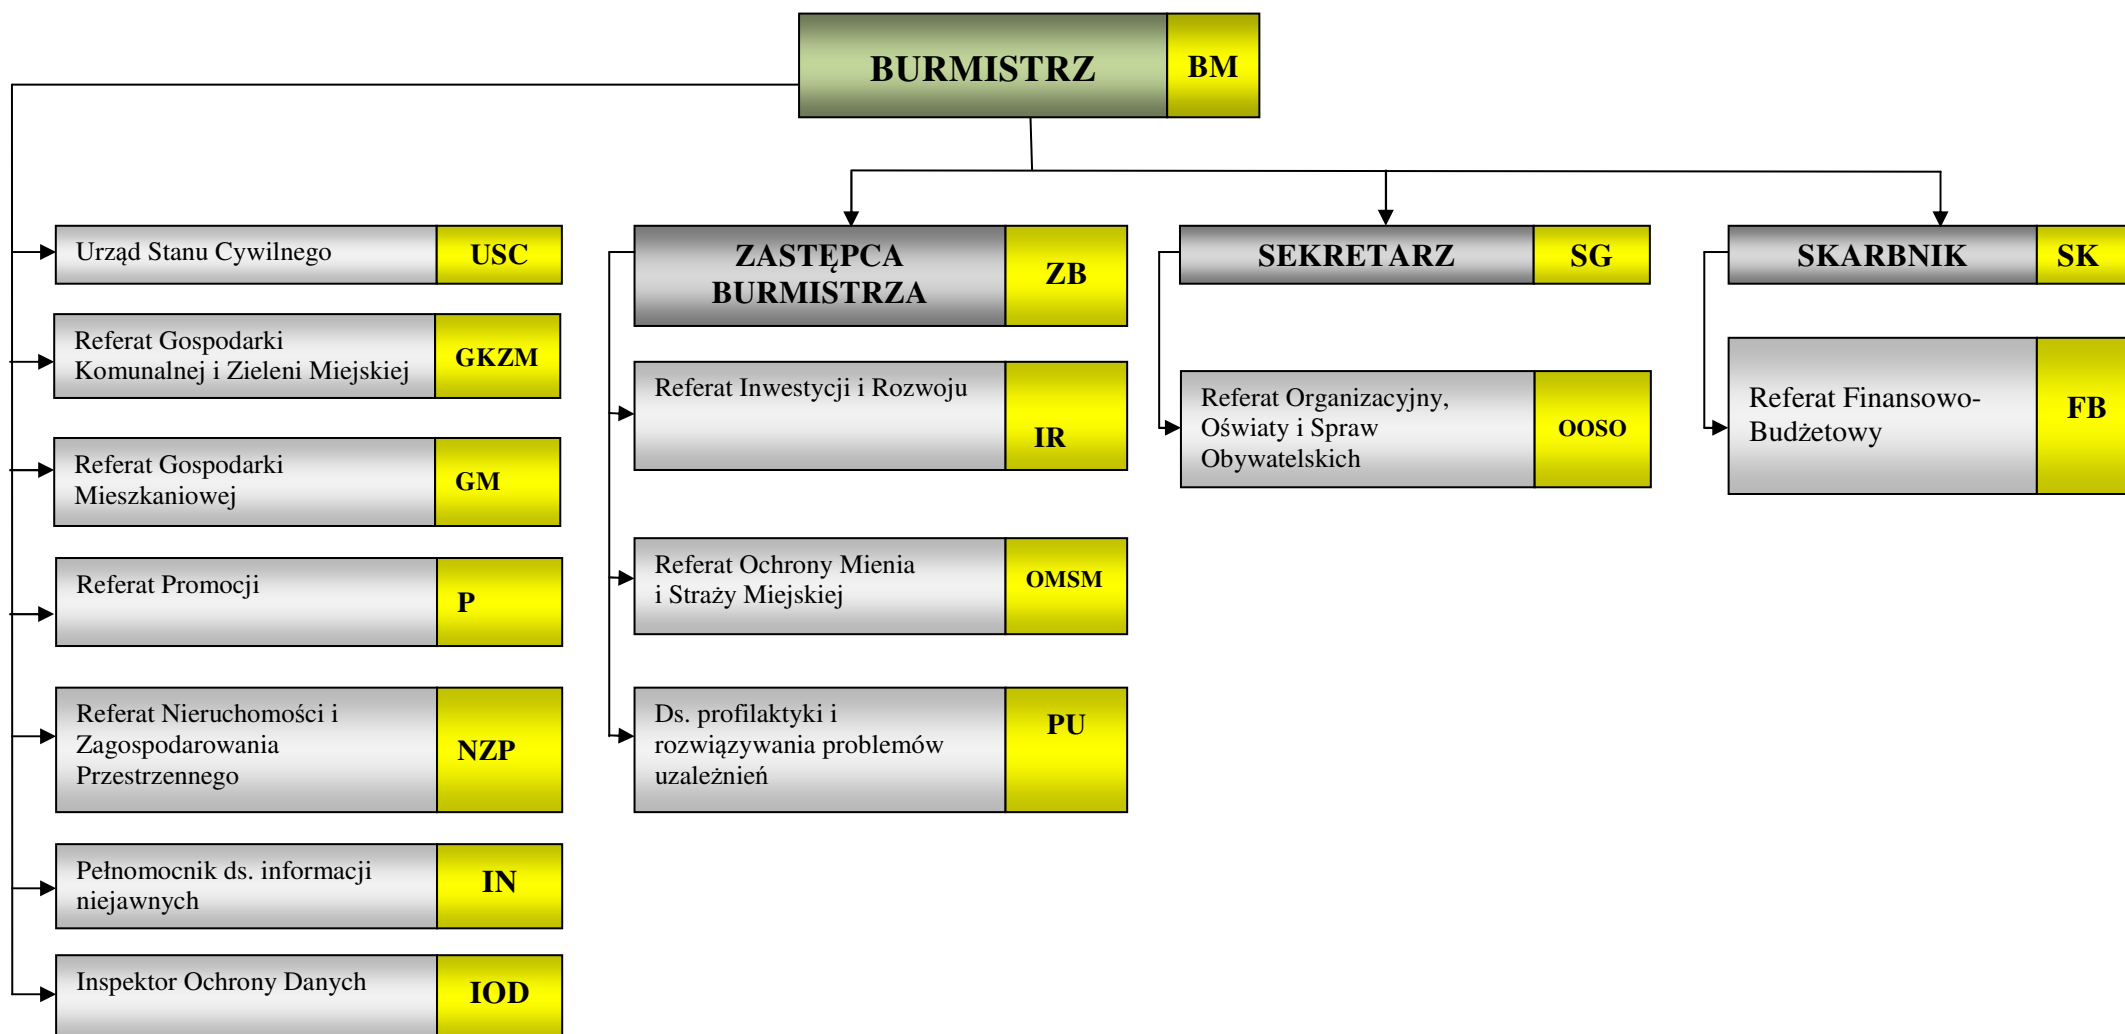 BURMISTRZ
BM
Urząd Stanu Cywilnego
USC
Referat Gospodarki
Komunalnej i Zieleni Miejskiej
GKZM
Referat Gospodarki
Mieszkaniowej
GM
Referat Promocji
P
Referat Nieruchomości i
Zagospodarowania
Przestrzennego
NZP
Pełnomocnik ds. informacji
niejawnych
IN
Inspektor Ochrony Danych
IOD
ZASTĘPCA
BURMISTRZA
ZB
Referat Inwestycji i Rozwoju
IR
Referat Ochrony Mienia
i Straży Miejskiej
OMSM
Ds. profilaktyki i
rozwiązywania problemów
uzależnień
PU
SEKRETARZ
SG
Referat Organizacyjny,
Oświaty i Spraw
Obywatelskich
OOSO
SKARBNIK
SK
Referat Finansowo-
Budżetowy
FB